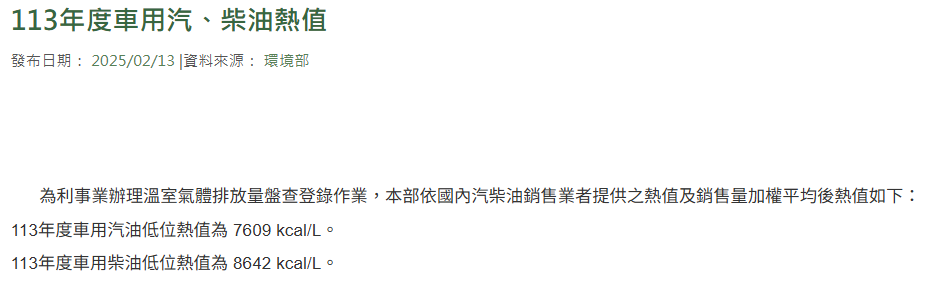 113年度車用汽、柴油熱值
發布日期： 2025/02/13 |資料來源： 環境部
為利事業辦理溫室氣體排放量盤查登錄作業，本部依國內汽柴油銷售業者提供之熱值及銷售量加權平均後熱值如下：
113年度車用汽油低位熱值為 7609 kcal/L。
113年度車用柴油低位熱值為 8642 kcal/L。